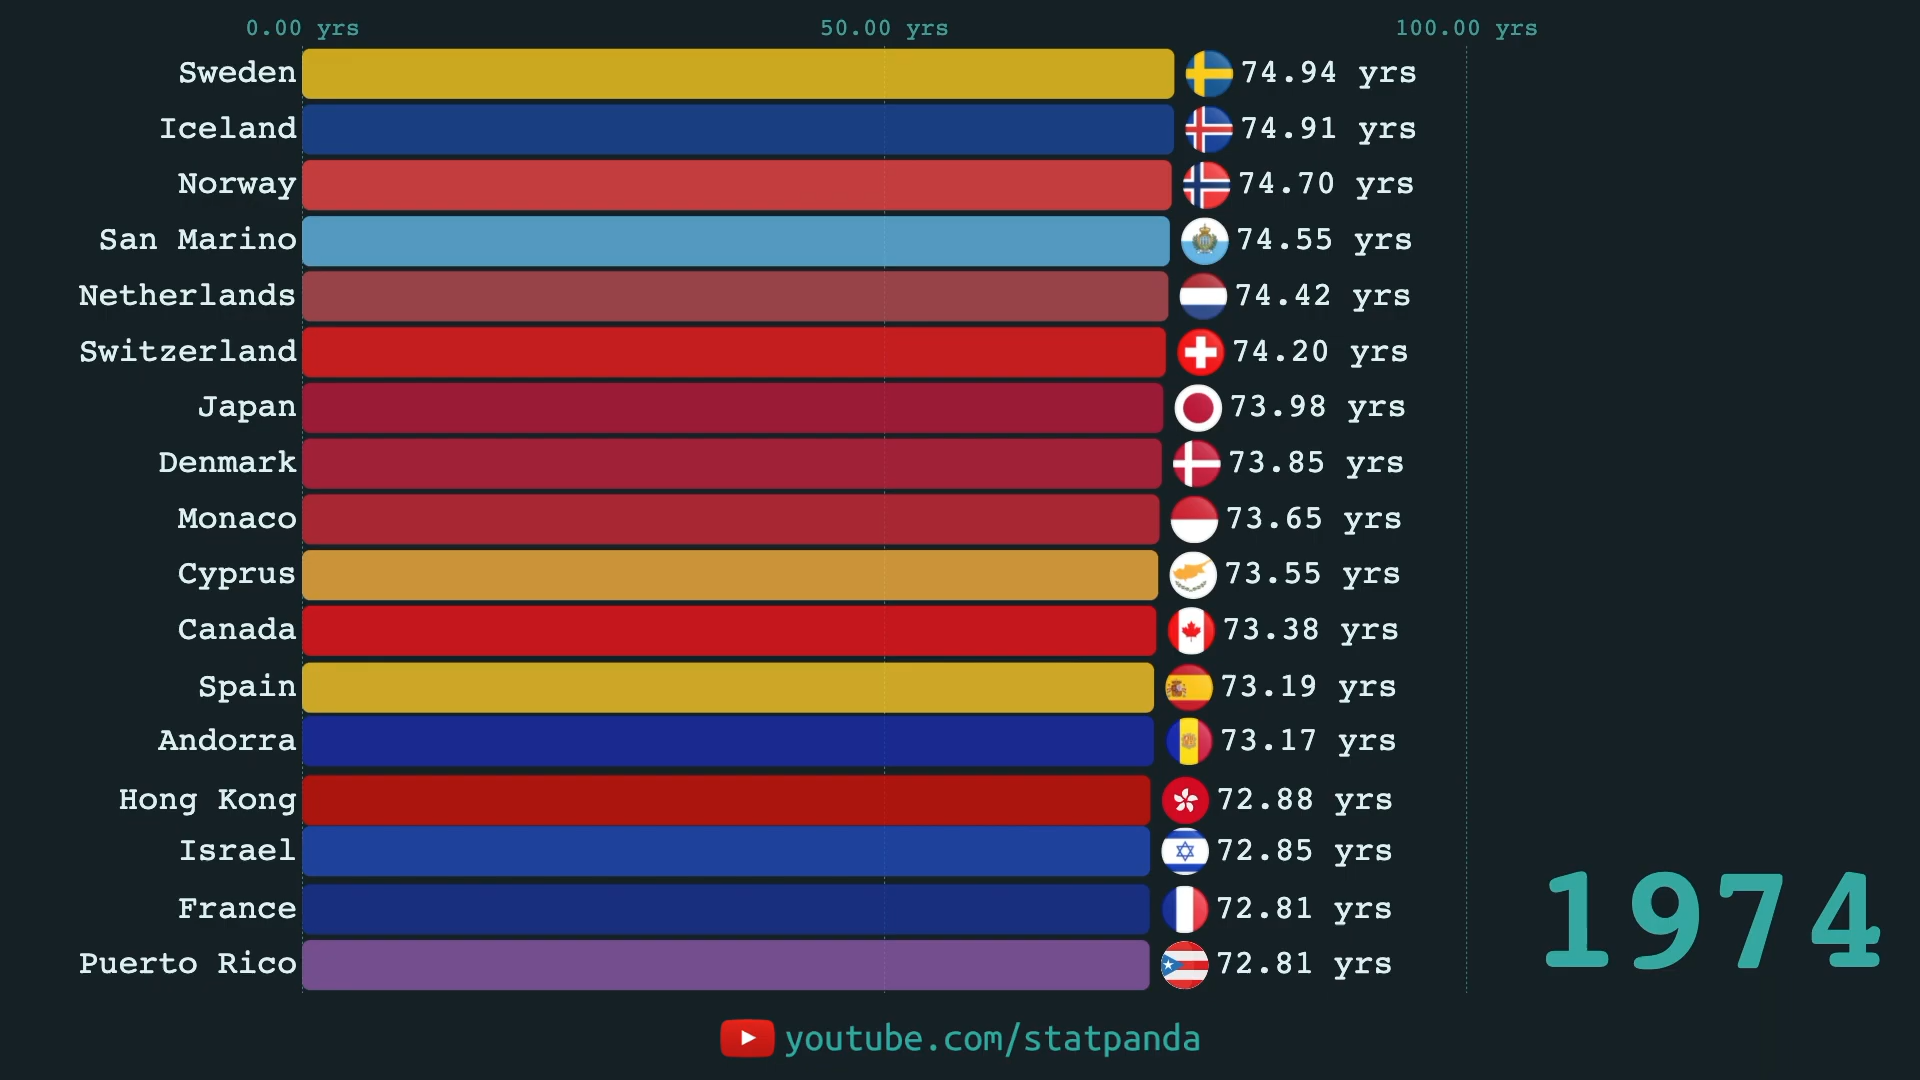 0.00 yrs 50.00 yrs 100.00 yrs
Sweden 74.94 yrs
Iceland 74.91 yrs
Norway 74.70 yrs
San Marino 74.55 yrs
Netherlands 74.42 yrs
Switzerland 74.20 yrs
Japan 73.98 yrs
Denmark 73.85 yrs
Monaco 73.65 yrs
Cyprus 73.55 yrs
Canada 73.38 yrs
Spain 73.19 yrs
Andorra 73.17 yrs
Hong Kong 72.88 yrs
Israel 72.85 yrs
France 72.81 yrs
Puerto Rico 72.81 yrs
1974
youtube.com/statpanda